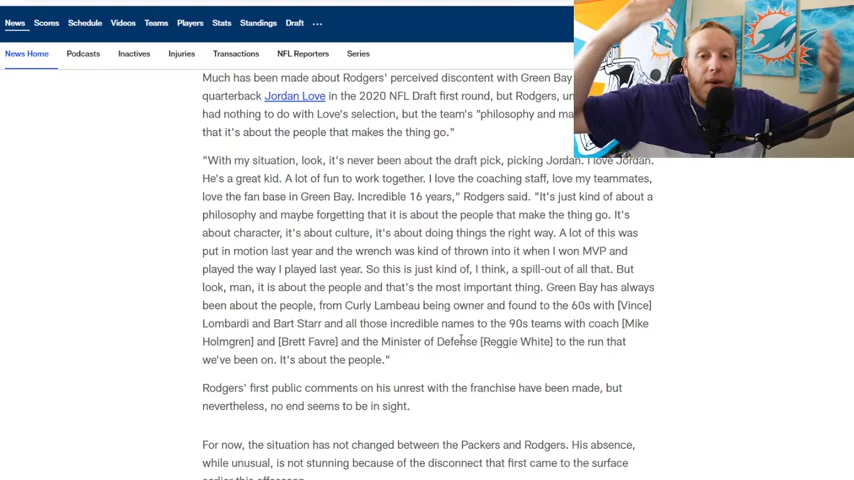 News Scores Schedule Videos Teams Players Stats Standings Draft ...
News Home Podcasts Inactives Injuries Transactions NFL Reporters Series
Much has been made about Rodgers' perceived discontent with Green Bay
quarterback Jordan Love in the 2020 NFL Draft first round, but Rodgers,
had nothing to do with Love's selection, but the team's "philosophy and
that it's about the people that makes the thing go."
"With my situation, look, it's never been about the draft pick, picking Jordan. I love Jordan.
He's a great kid. A lot of fun to work together. I love the coaching staff, love my teammates,
love the fan base in Green Bay. Incredible 16 years," Rodgers said. "It's just kind of about a
philosophy and maybe forgetting that it is about the people that make the thing go. It's
about character, it's about culture, it's about doing things the right way. A lot of this was
put in motion last year and the wrench was kind of thrown into it when I won MVP and
played the way I played last year. So this is just kind of, I think, a spill-out of all that. But
look, man, it is about the people and that's the most important thing. Green Bay has always
been about the people, from Curly Lambeau being owner and found to the 60s with [Vince]
Lombardi and Bart Starr and all those incredible names to the 90s teams with coach [Mike
Holmgren] and [Brett Favre] and the Minister of Defense [Reggie White] to the run that
we've been on. It's about the people."
Rodgers' first public comments on his unrest with the franchise have been made, but
nevertheless, no end seems to be in sight.
For now, the situation has not changed between the Packers and Rodgers. His absence,
while unusual, is not stunning because of the disconnect that first came to the surface
earlier this offseason.